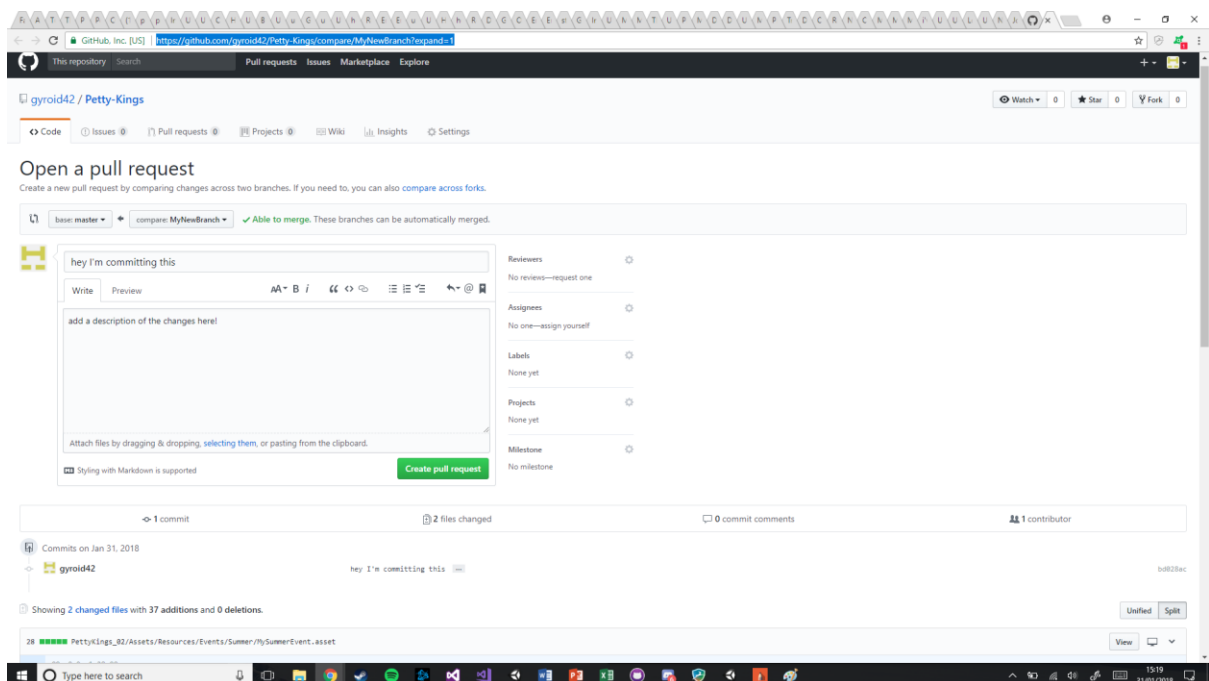 GitHub, Inc. [US] | https://github.com/gyroid42/Petty-Kings/compare/MyNewBranch?expand=1
This repository Search Pull requests Issues Marketplace Explore
gyroid42 / Petty-Kings
Watch 0 Star 0 Fork 0
Code Issues 0 Pull requests 0 Projects 0 Wiki Insights Settings
Open a pull request
Create a new pull request by comparing changes across two branches. If you need to, you can also compare across forks.
base: master compare: MyNewBranch Able to merge. These branches can be automatically merged.
hey I'm committing this
Write Preview AA B i
add a description of the changes here!
Attach files by dragging & dropping, selecting them, or pasting from the clipboard.
Styling with Markdown is supported
Create pull request
Reviewers
No reviews—request one
Assignees
No one—assign yourself
Labels
None yet
Projects
None yet
Milestone
No milestone
1 commit 2 files changed 0 commit comments 1 contributor
Commits on Jan 31, 2018
gyroid42 hey I'm committing this bd028ac
Showing 2 changed files with 37 additions and 0 deletions.
Unified Split
28 PettyKings_02/Assets/Resources/Events/Summer/MySummerEvent.asset View
Type here to search
15:19
31/01/2018